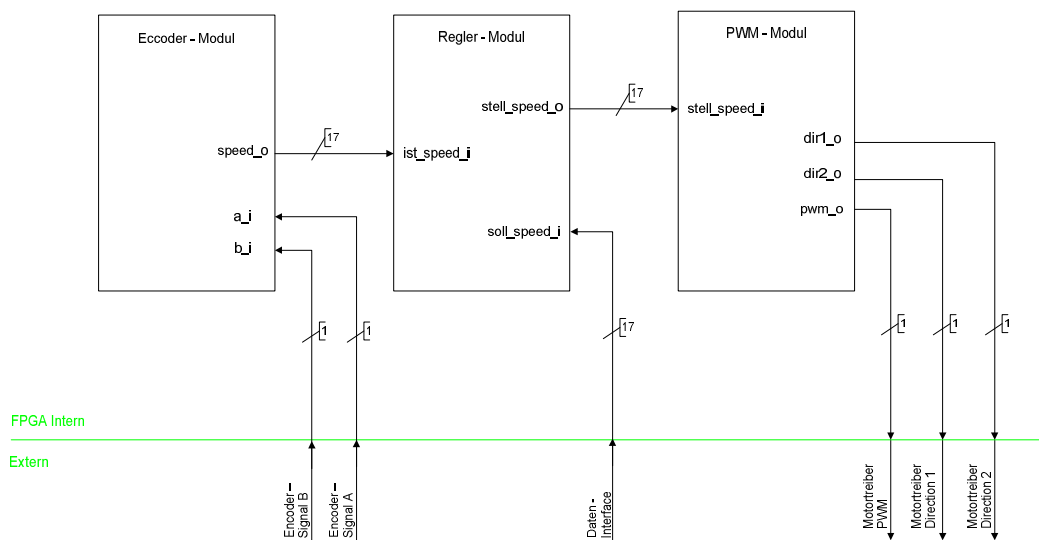 Eccoder – Modul
Regler – Modul
PWM – Modul
stell_speed_o
17
stell_speed_i
speed_o
17
ist_speed_i
dir1_o
dir2_o
pwm_o
a_i
b_i
soll_speed_i
1
1
17
1
1
1
FPGA Intern
Extern
Encoder –
Signal B
Encoder –
Signal A
Daten -
Interface
Motortreiber
PWM
Motortreiber
Direction 1
Motortreiber
Direction 2